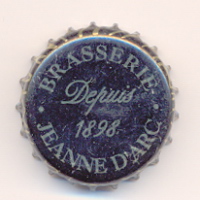 BRASSERIE
Depuis
1898
JEANNE D'ARC